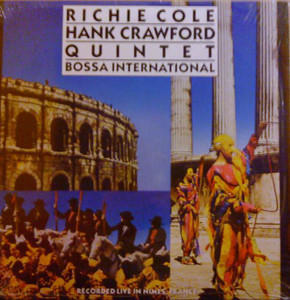 RICHIE COLE
HANK CRAWFORD
QUINTET
BOSSA INTERNATIONAL
RECORDED LIVE IN NIMES, FRANCE